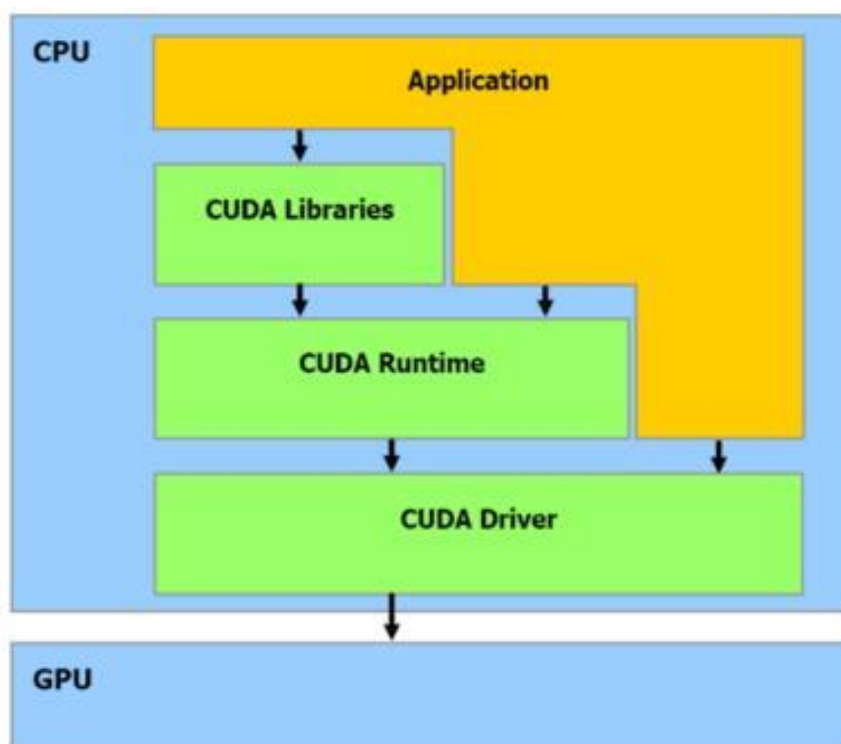 CPU
Application
CUDA Libraries
CUDA Runtime
CUDA Driver
GPU